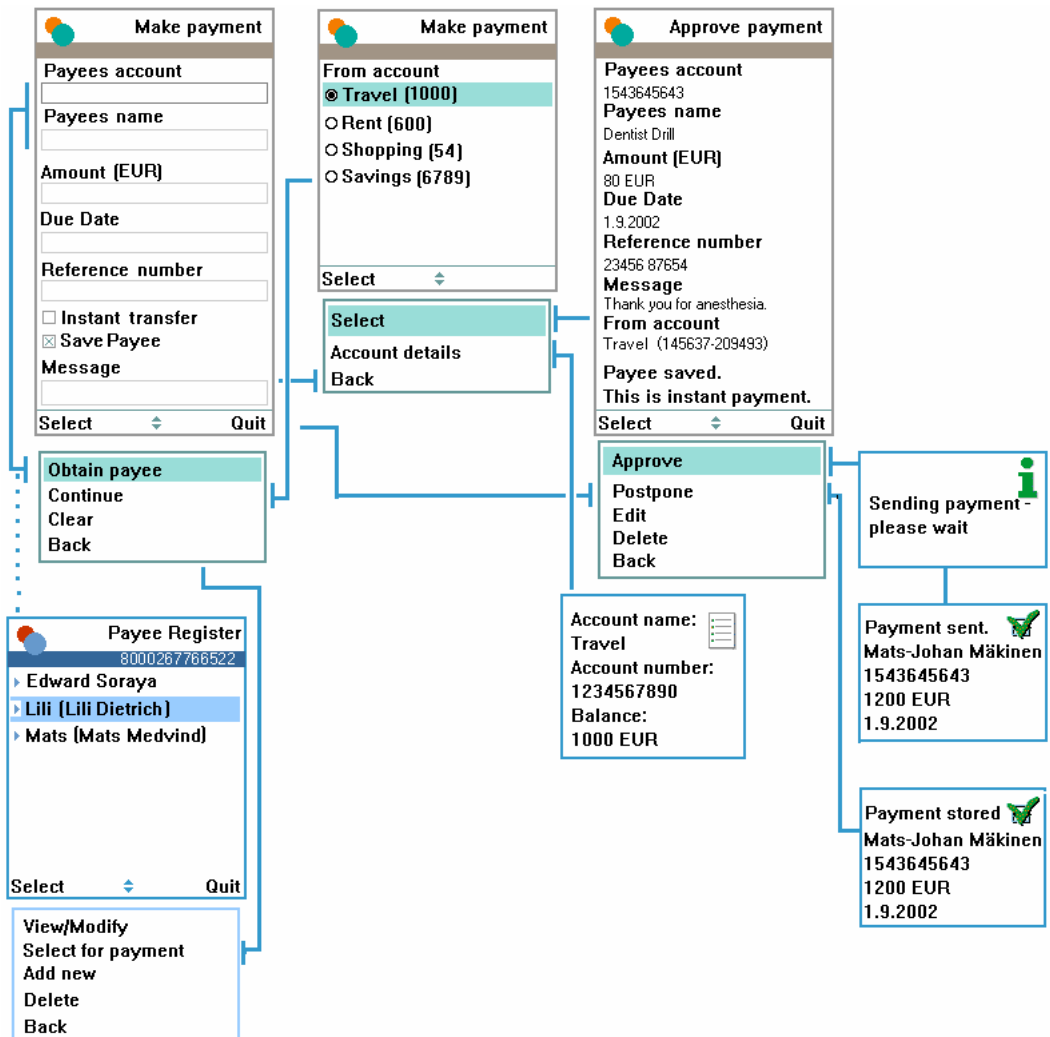 Make payment
Payees account
Payees name
Amount (EUR)
Due Date
Reference number
Instant transfer
Save Payee
Message
Select Quit
Obtain payee
Continue
Clear
Back
Payee Register
8000267766522
Edward Soraya
Lili (Lili Dietrich)
Mats (Mats Medvind)
Select Quit
View/Modify
Select for payment
Add new
Delete
Back
Make payment
From account
Travel (1000)
Rent (600)
Shopping (54)
Savings (6789)
Select
Select
Account details
Back
Approve payment
Payees account
1543645643
Payees name
Dentist Drill
Amount (EUR)
80 EUR
Due Date
1.9.2002
Reference number
23456 87654
Message
Thank you for anesthesia.
From account
Travel (145637-209493)
Payee saved.
This is instant payment.
Select Quit
Approve
Postpone
Edit
Delete
Back
Account name:
Travel
Account number:
1234567890
Balance:
1000 EUR
Sending payment -
please wait
Payment sent.
Mats-Johan Mäkinen
1543645643
1200 EUR
1.9.2002
Payment stored
Mats-Johan Mäkinen
1543645643
1200 EUR
1.9.2002